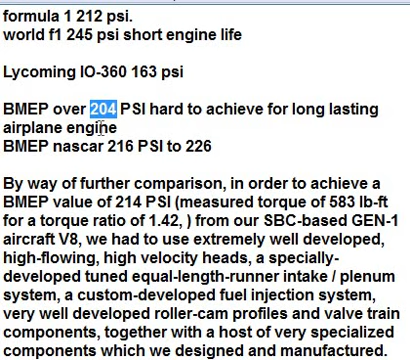 formula 1 212 psi.
world f1 245 psi short engine life
Lycoming IO-360 163 psi
BMEP over 204 PSI hard to achieve for long lasting
airplane engine
BMEP nascar 216 PSI to 226
By way of further comparison, in order to achieve a
BMEP value of 214 PSI (measured torque of 583 lb-ft
for a torque ratio of 1.42, ) from our SBC-based GEN-1
aircraft V8, we had to use extremely well developed,
high-flowing, high velocity heads, a specially-
developed tuned equal-length-runner intake / plenum
system, a custom-developed fuel injection system,
very well developed roller-cam profiles and valve train
components, together with a host of very specialized
components which we designed and manufactured.